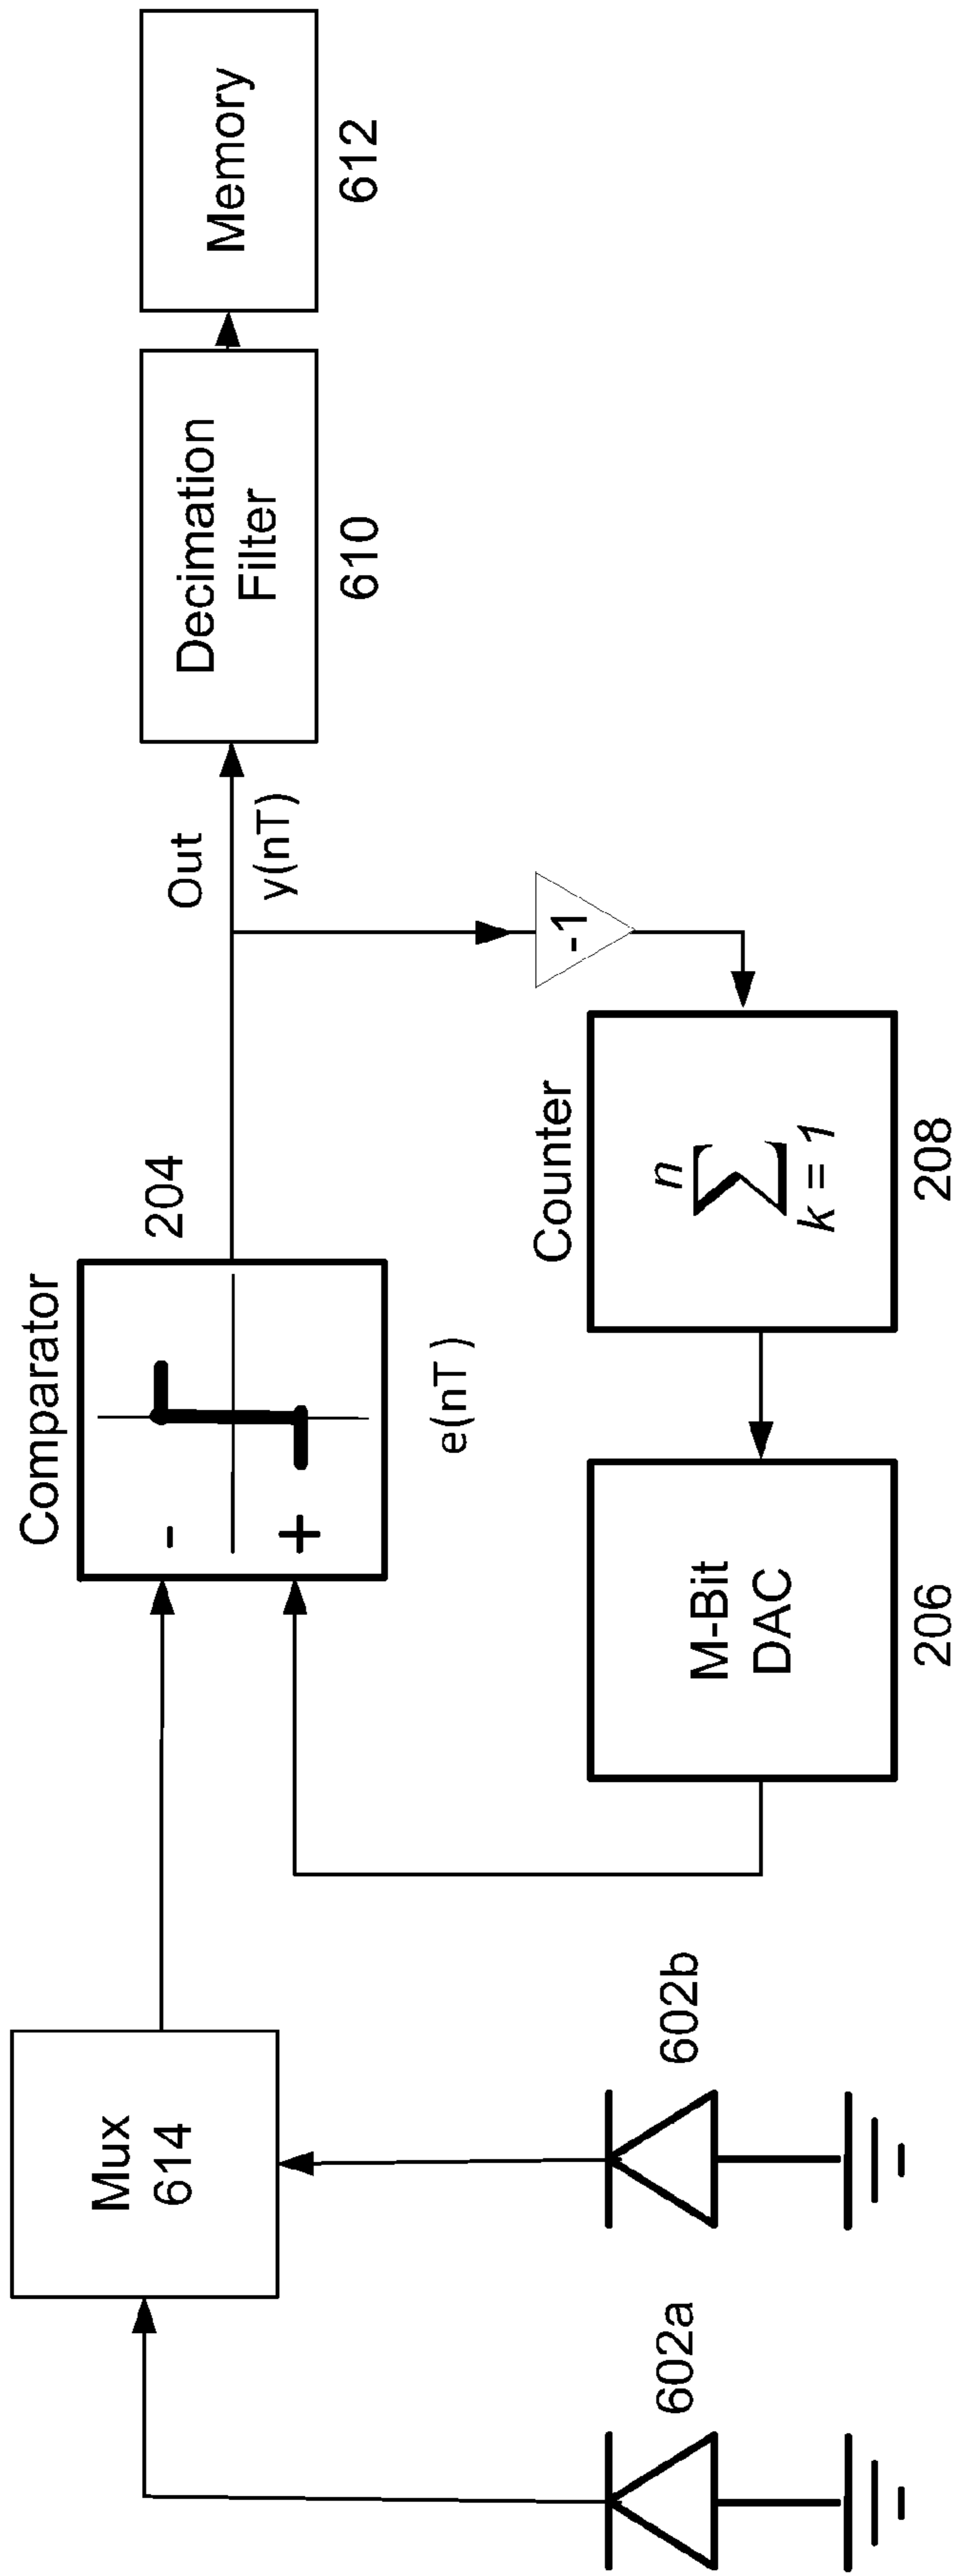 Mux
614
602a
602b
Comparator
204
-
+
e(nT)
Out
y(nT)
-1
Counter
n
∑
k = 1
208
M-Bit
DAC
206
Decimation
Filter
610
Memory
612